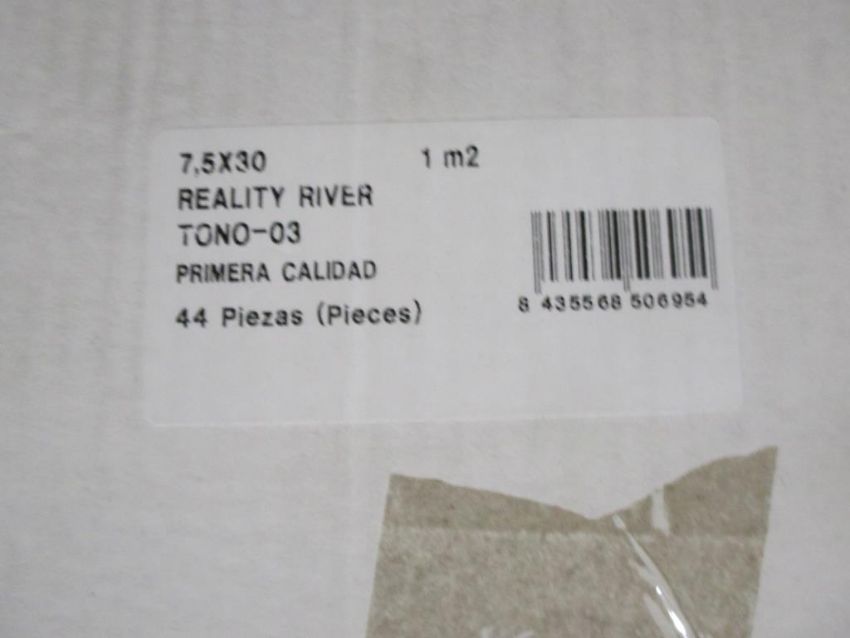 7,5X30 1 m2
REALITY RIVER
TONO-03
PRIMERA CALIDAD
44 Piezas (Pieces)
8 435568 506954